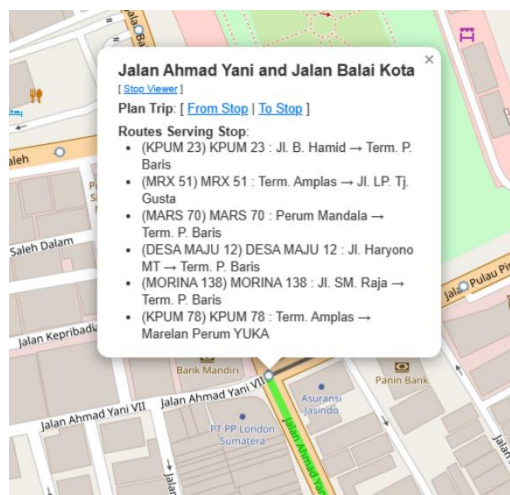 Jalan Ahmad Yani and Jalan Balai Kota
×
[ Stop Viewer ]
Plan Trip: [ From Stop | To Stop ]
Routes Serving Stop:
• (KPUM 23) KPUM 23 : Jl. B. Hamid → Term. P.
Baris
• (MRX 51) MRX 51 : Term. Amplas → Jl. LP. Tj.
Gusta
• (MARS 70) MARS 70 : Perum Mandala →
Term. P. Baris
• (DESA MAJU 12) DESA MAJU 12 : Jl. Haryono
MT → Term. P. Baris
• (MORINA 138) MORINA 138 : Jl. SM. Raja →
Term. P. Baris
• (KPUM 78) KPUM 78 : Term. Amplas →
Marelan Perum YUKA
aleh
Saleh Dalam
Jalan Kepribadia
Jala
Pulau Pi
Bank Mandiri
Panin Bank
Jalan Ahmad Yani VII
Jalan Ahmad Yani VII
Asuransi
Jasindo
PT PP London
Sumatera
Jalan Ahmad Yan
Jalan